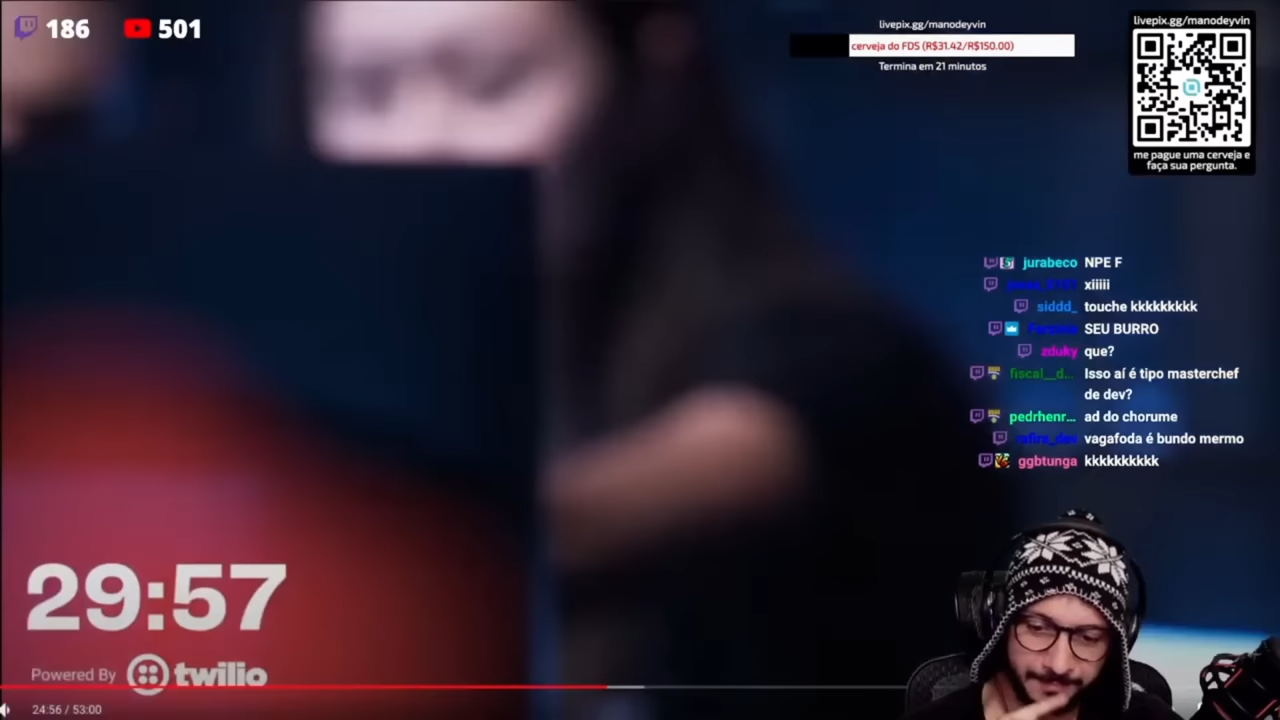 186
501
livepix.gg/manodeyvin
cerveja do FDS (R$31.42/R$150.00)
Termina em 21 minutos
livepix.gg/manodeyvin
me pague uma cerveja e
faça sua pergunta.
jurabeco NPE F
xiiiii
siddd_ touche kkkkkkkkk
SEU BURRO
zduky que?
fiscal__d... Isso aí é tipo masterchef
de dev?
pedrhenr... ad do chorume
vagafoda é bundo mermo
ggbtunga kkkkkkkkkk
29:57
Powered By twilio
24:56 / 53:00